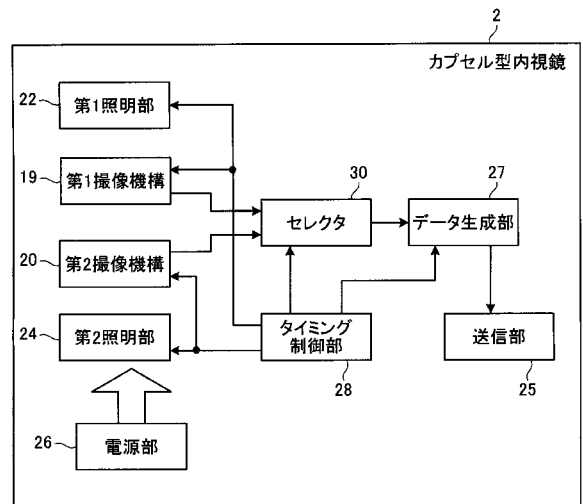 2
カプセル型内視鏡
22
第1照明部
19
第1撮像機構
30
セレクタ
27
データ生成部
20
第2撮像機構
24
第2照明部
タイミング
制御部
28
送信部
25
26
電源部